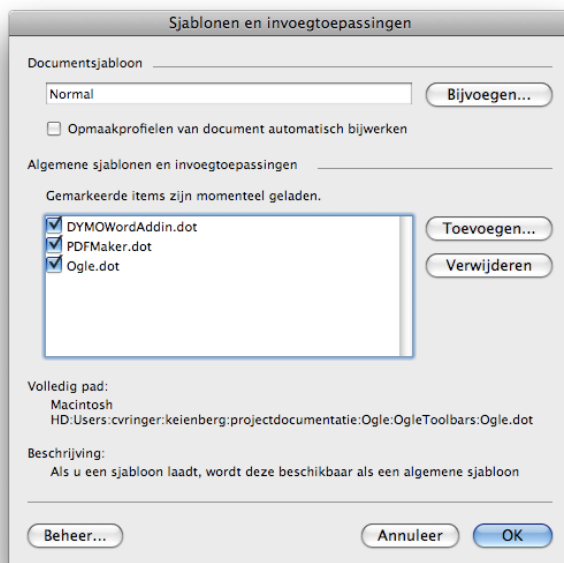 Sjablonen en invoegtoepassingen
Documentsjabloon
Normal
Bijvoegen...
Opmaakprofielen van document automatisch bijwerken
Algemene sjablonen en invoegtoepassingen
Gemarkeerde items zijn momenteel geladen.
DYMOWordAddin.dot
PDFMaker.dot
Ogle.dot
Toevoegen...
Verwijderen
Volledig pad:
Macintosh
HD:Users:cvringer:keienberg:projectdocumentatie:Ogle:OgleToolbars:Ogle.dot
Beschrijving:
Als u een sjabloon laadt, wordt deze beschikbaar als een algemene sjabloon
Beheer...
Annuleer
OK